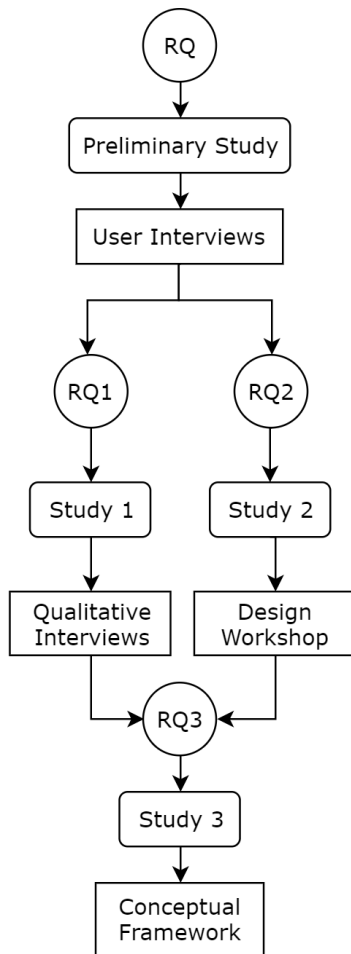 RQ
Preliminary Study
User Interviews
RQ1
RQ2
Study 1
Study 2
Qualitative
Interviews
Design
Workshop
RQ3
Study 3
Conceptual
Framework